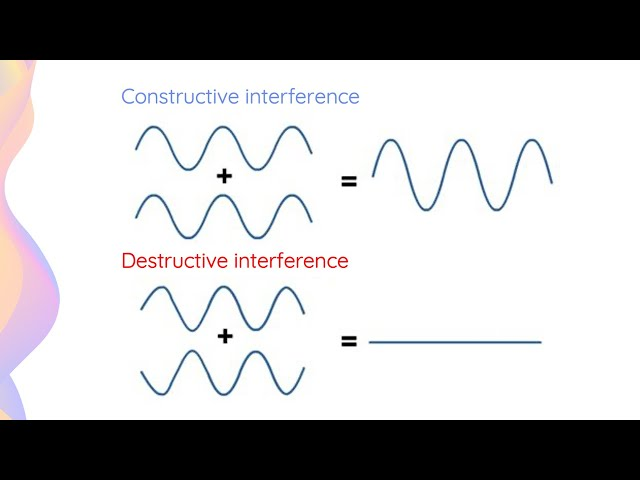 Constructive interference
+
=
Destructive interference
+
=